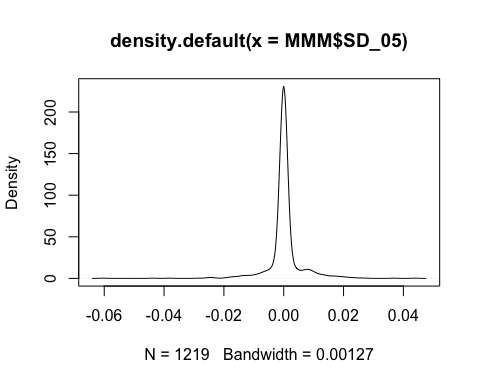 density.default(x = MMM$SD_05)
Density
200
150
100
50
0
-0.06 -0.04 -0.02 0.00 0.02 0.04
N = 1219 Bandwidth = 0.00127